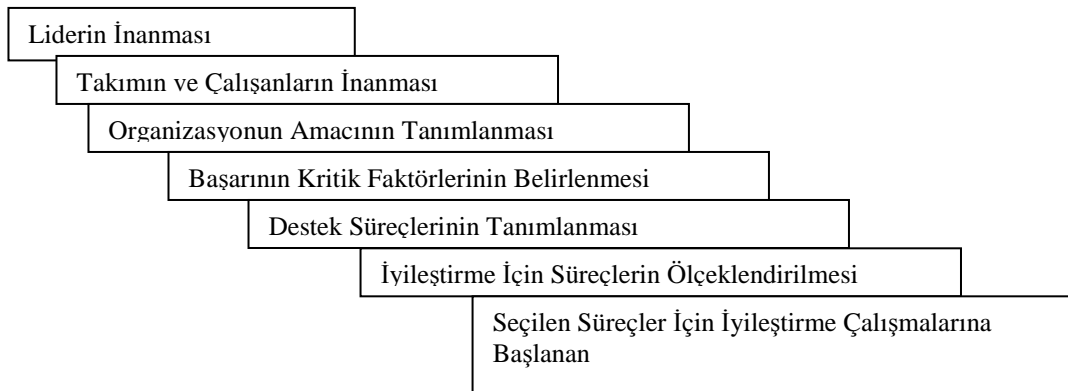 Liderin İnanması
Takımın ve Çalışanların İnanması
Organizasyonun Amacının Tanımlanması
Başarının Kritik Faktörlerinin Belirlenmesi
Destek Süreçlerinin Tanımlanması
İyileştirme İçin Süreçlerin Ölçeklendirilmesi
Seçilen Süreçler İçin İyileştirme Çalışmalarına
Başlanan